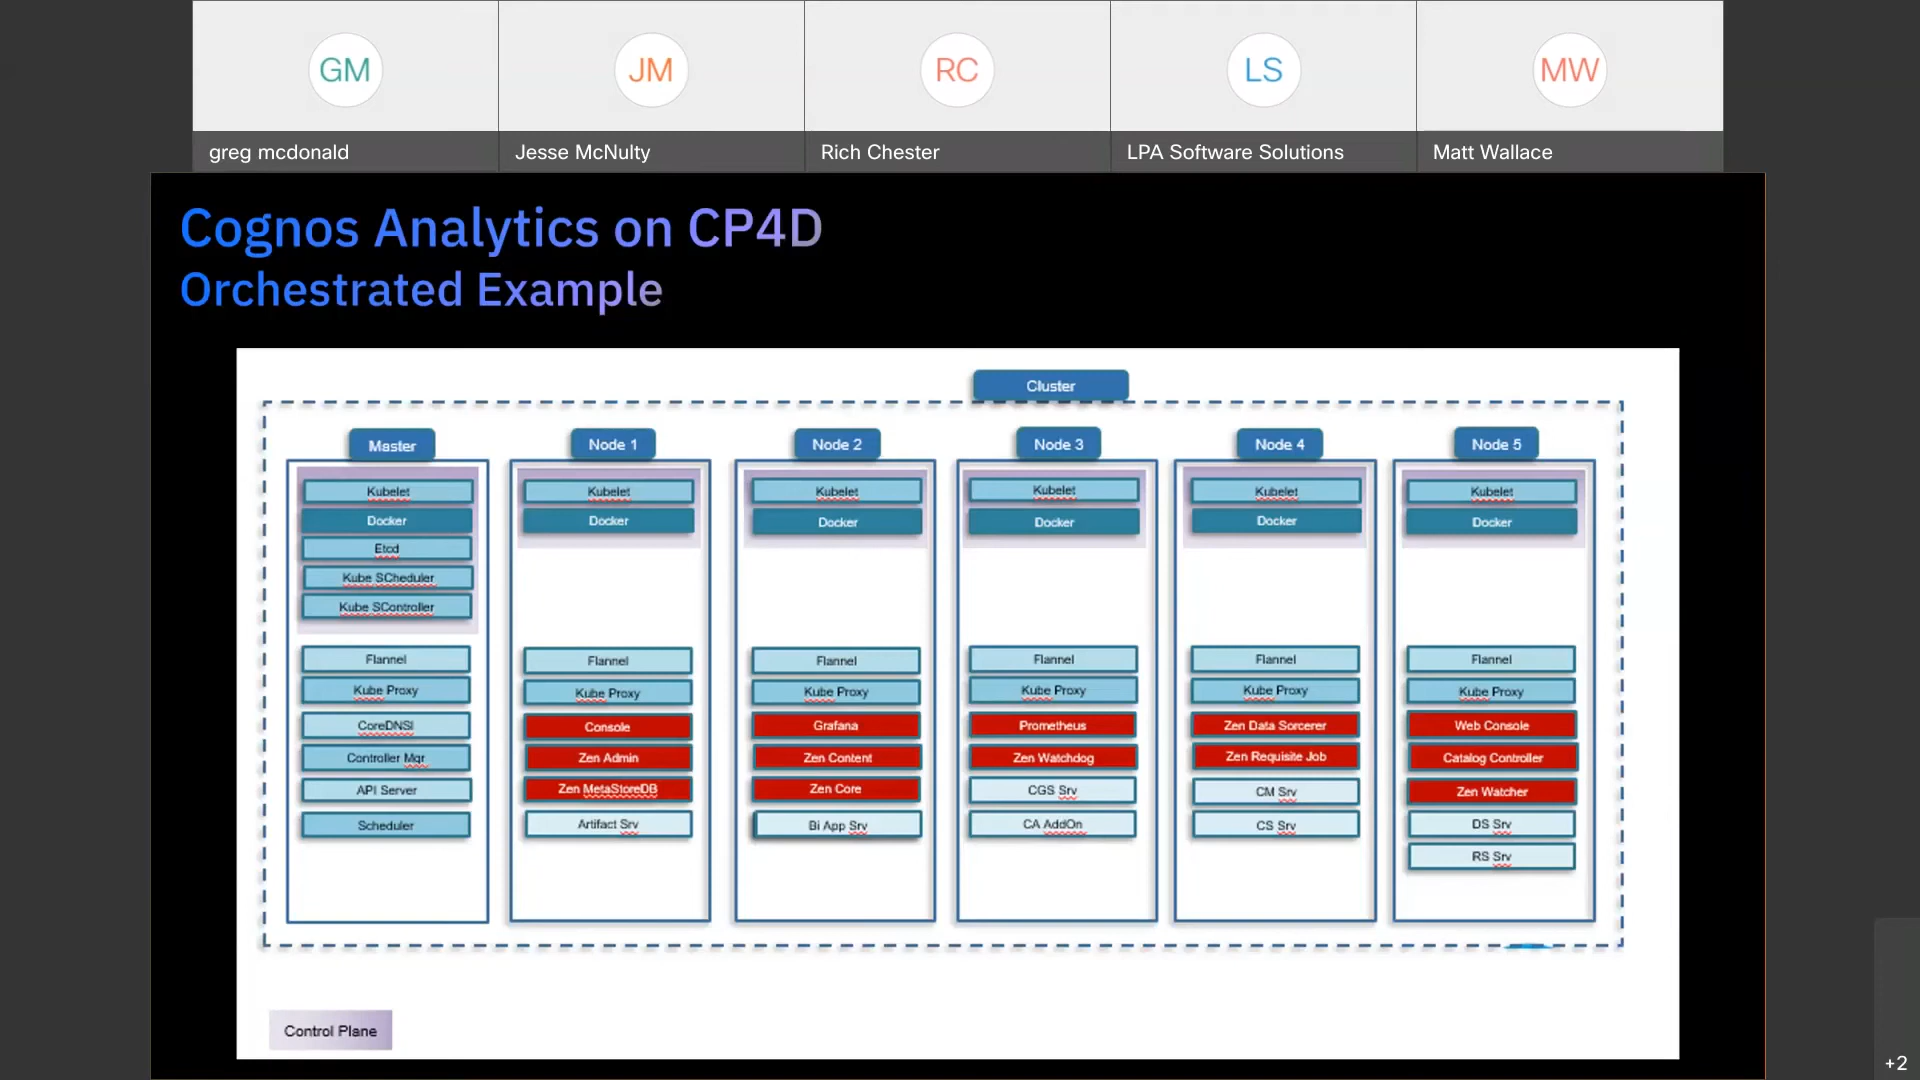 GM
JM
RC
LS
MW
greg mcdonald
Jesse McNulty
Rich Chester
LPA Software Solutions
Matt Wallace
Cognos Analytics on CP4D
Orchestrated Example
Cluster
Master
Kubelet
Docker
Etcd
Kube SCheduler
Kube SController
Flannel
Kube Proxy
CoreDNSI
Controller Mgr
API Server
Scheduler
Node 1
Kubelet
Docker
Flannel
Kube Proxy
Console
Zen Admin
Zen MetaStoreDB
Artifact Srv
Node 2
Kubelet
Docker
Flannel
Kube Proxy
Grafana
Zen Content
Zen Core
Bi App Srv
Node 3
Kubelet
Docker
Flannel
Kube Proxy
Prometheus
Zen Watchdog
CGS Srv
CA AddOn
Node 4
Kubelet
Docker
Flannel
Kube Proxy
Zen Data Sorcerer
Zen Requisite Job
CM Srv
CS Srv
Node 5
Kubelet
Docker
Flannel
Kube Proxy
Web Console
Catalog Controller
Zen Watcher
DS Srv
RS Srv
Control Plane
+2